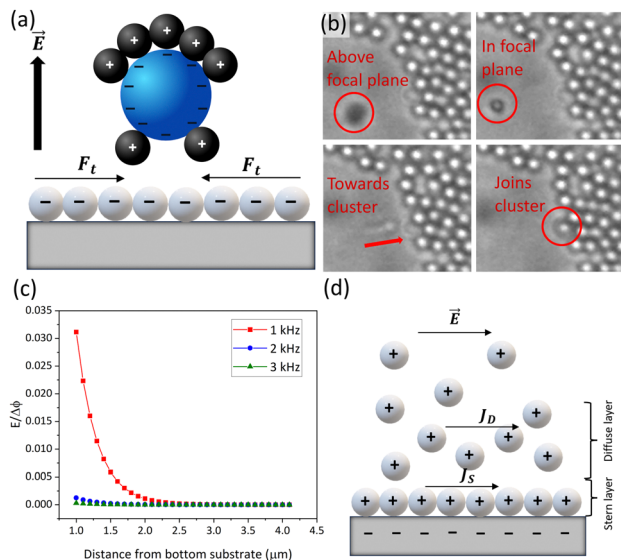 (a)
E
+ + + + + +
− − − − − − − − −
+ +
F_t F_t
− − − − − − − −
(b)
Above
focal plane
In focal
plane
Towards
cluster
Joins
cluster
(c)
E/Δϕ
0.035
0.030
0.025
0.020
0.015
0.010
0.005
0.000
1 kHz
2 kHz
3 kHz
1.0 1.5 2.0 2.5 3.0 3.5 4.0 4.5
Distance from bottom substrate (μm)
(d)
E
+ +
+ + +
J_D
+ + + +
+
J_S
+ + + + + + + +
− − − − − − −
Diffuse layer
Stern layer